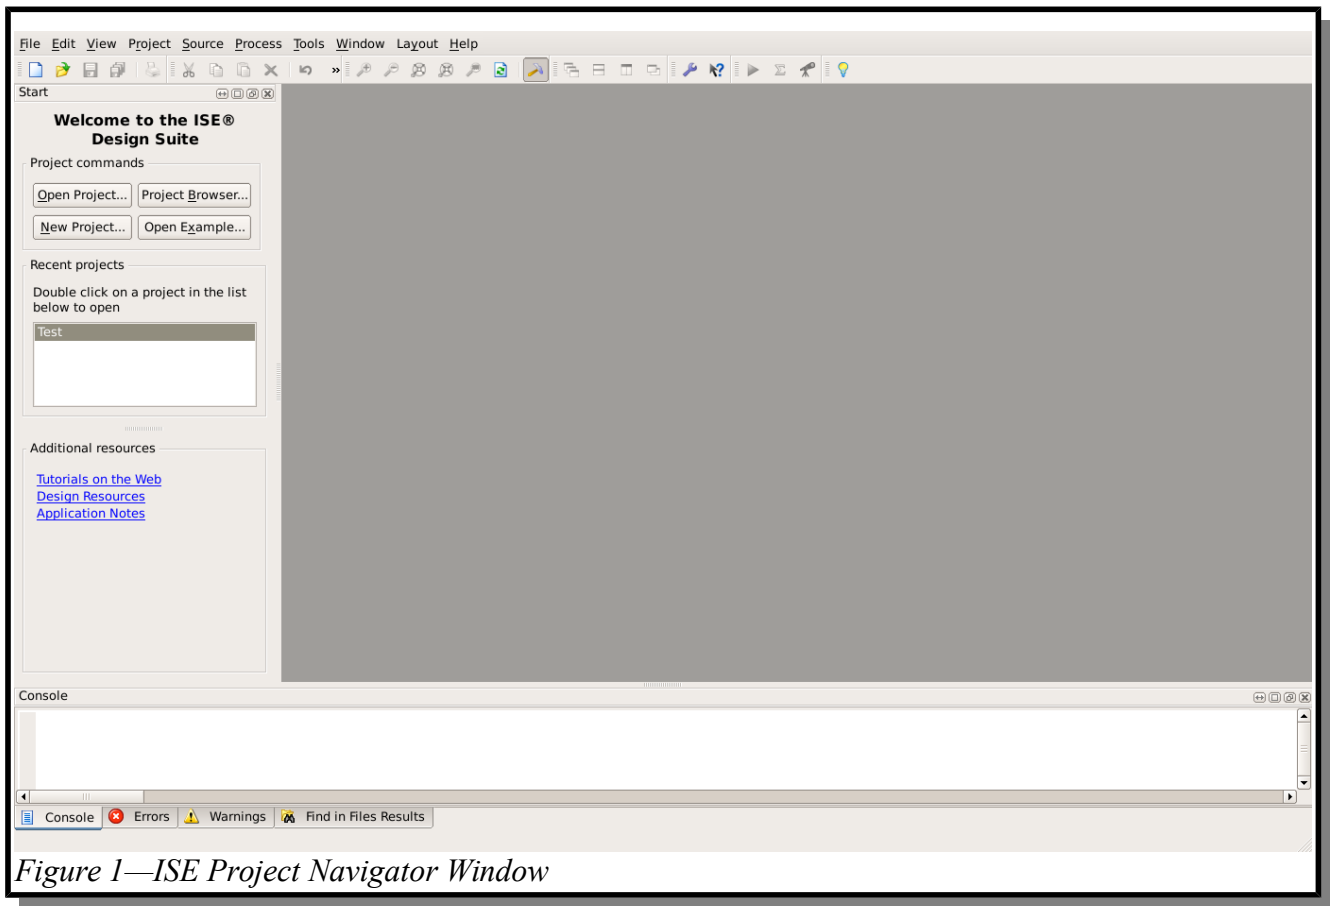 File Edit View Project Source Process Tools Window Layout Help
»
Start
Welcome to the ISE®
Design Suite
Project commands
Open Project... Project Browser...
New Project... Open Example...
Recent projects
Double click on a project in the list
below to open
Test
Additional resources
Tutorials on the Web
Design Resources
Application Notes
Console
Console Errors Warnings Find in Files Results
Figure 1—ISE Project Navigator Window